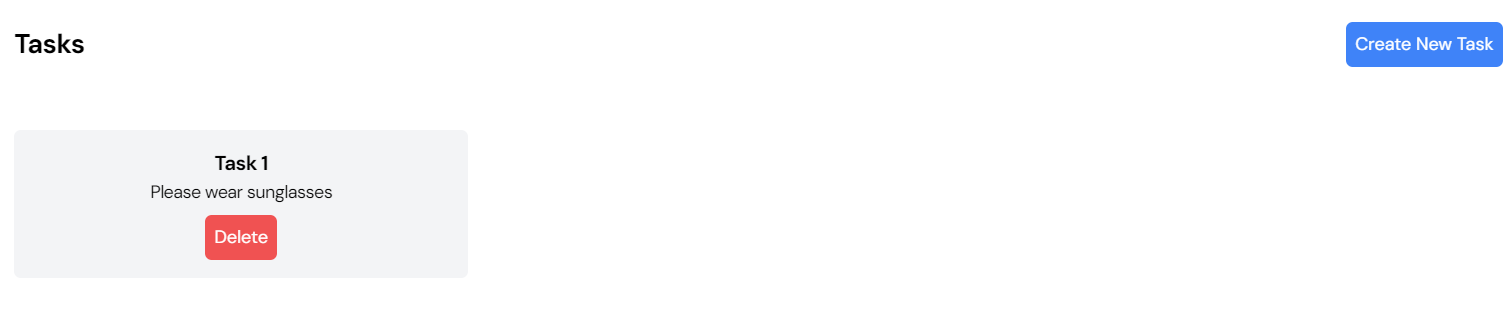 Tasks
Create New Task
Task 1
Please wear sunglasses
Delete